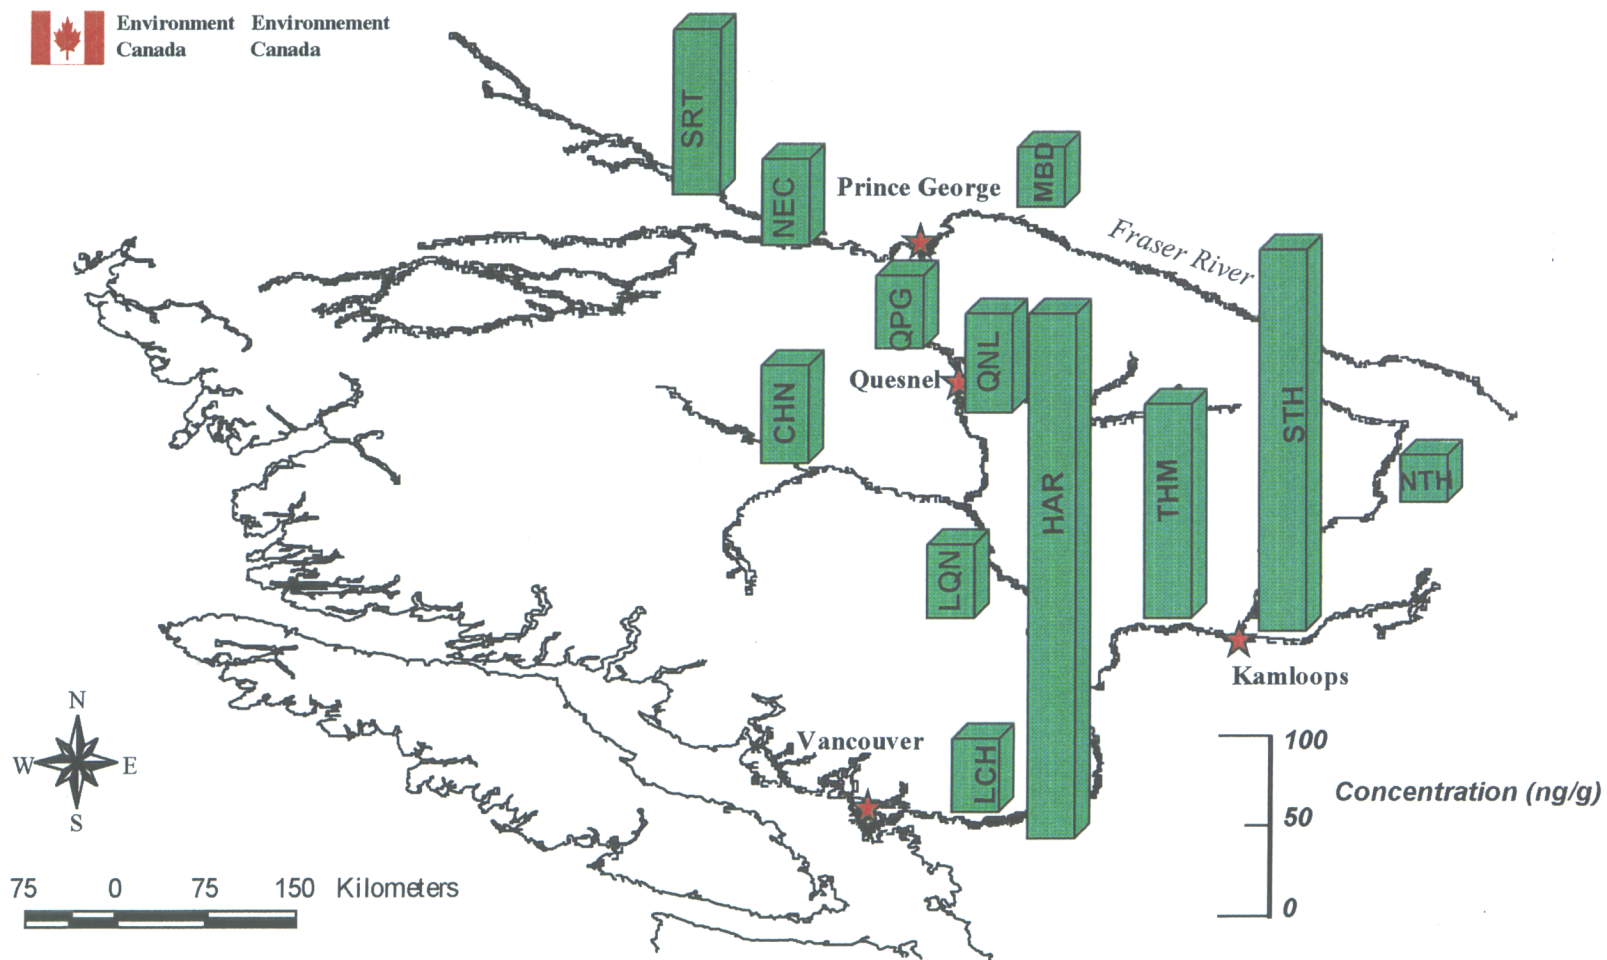 Environment Environnement
Canada Canada
SRT
NEC
MBD
Prince George
Fraser River
QPG
QNL
Quesnel
CHN
STH
HAR
THM
NTH
LQN
Kamloops
LCH
Vancouver
N
W E
S
100
Concentration (ng/g)
50
0
75 0 75 150 Kilometers